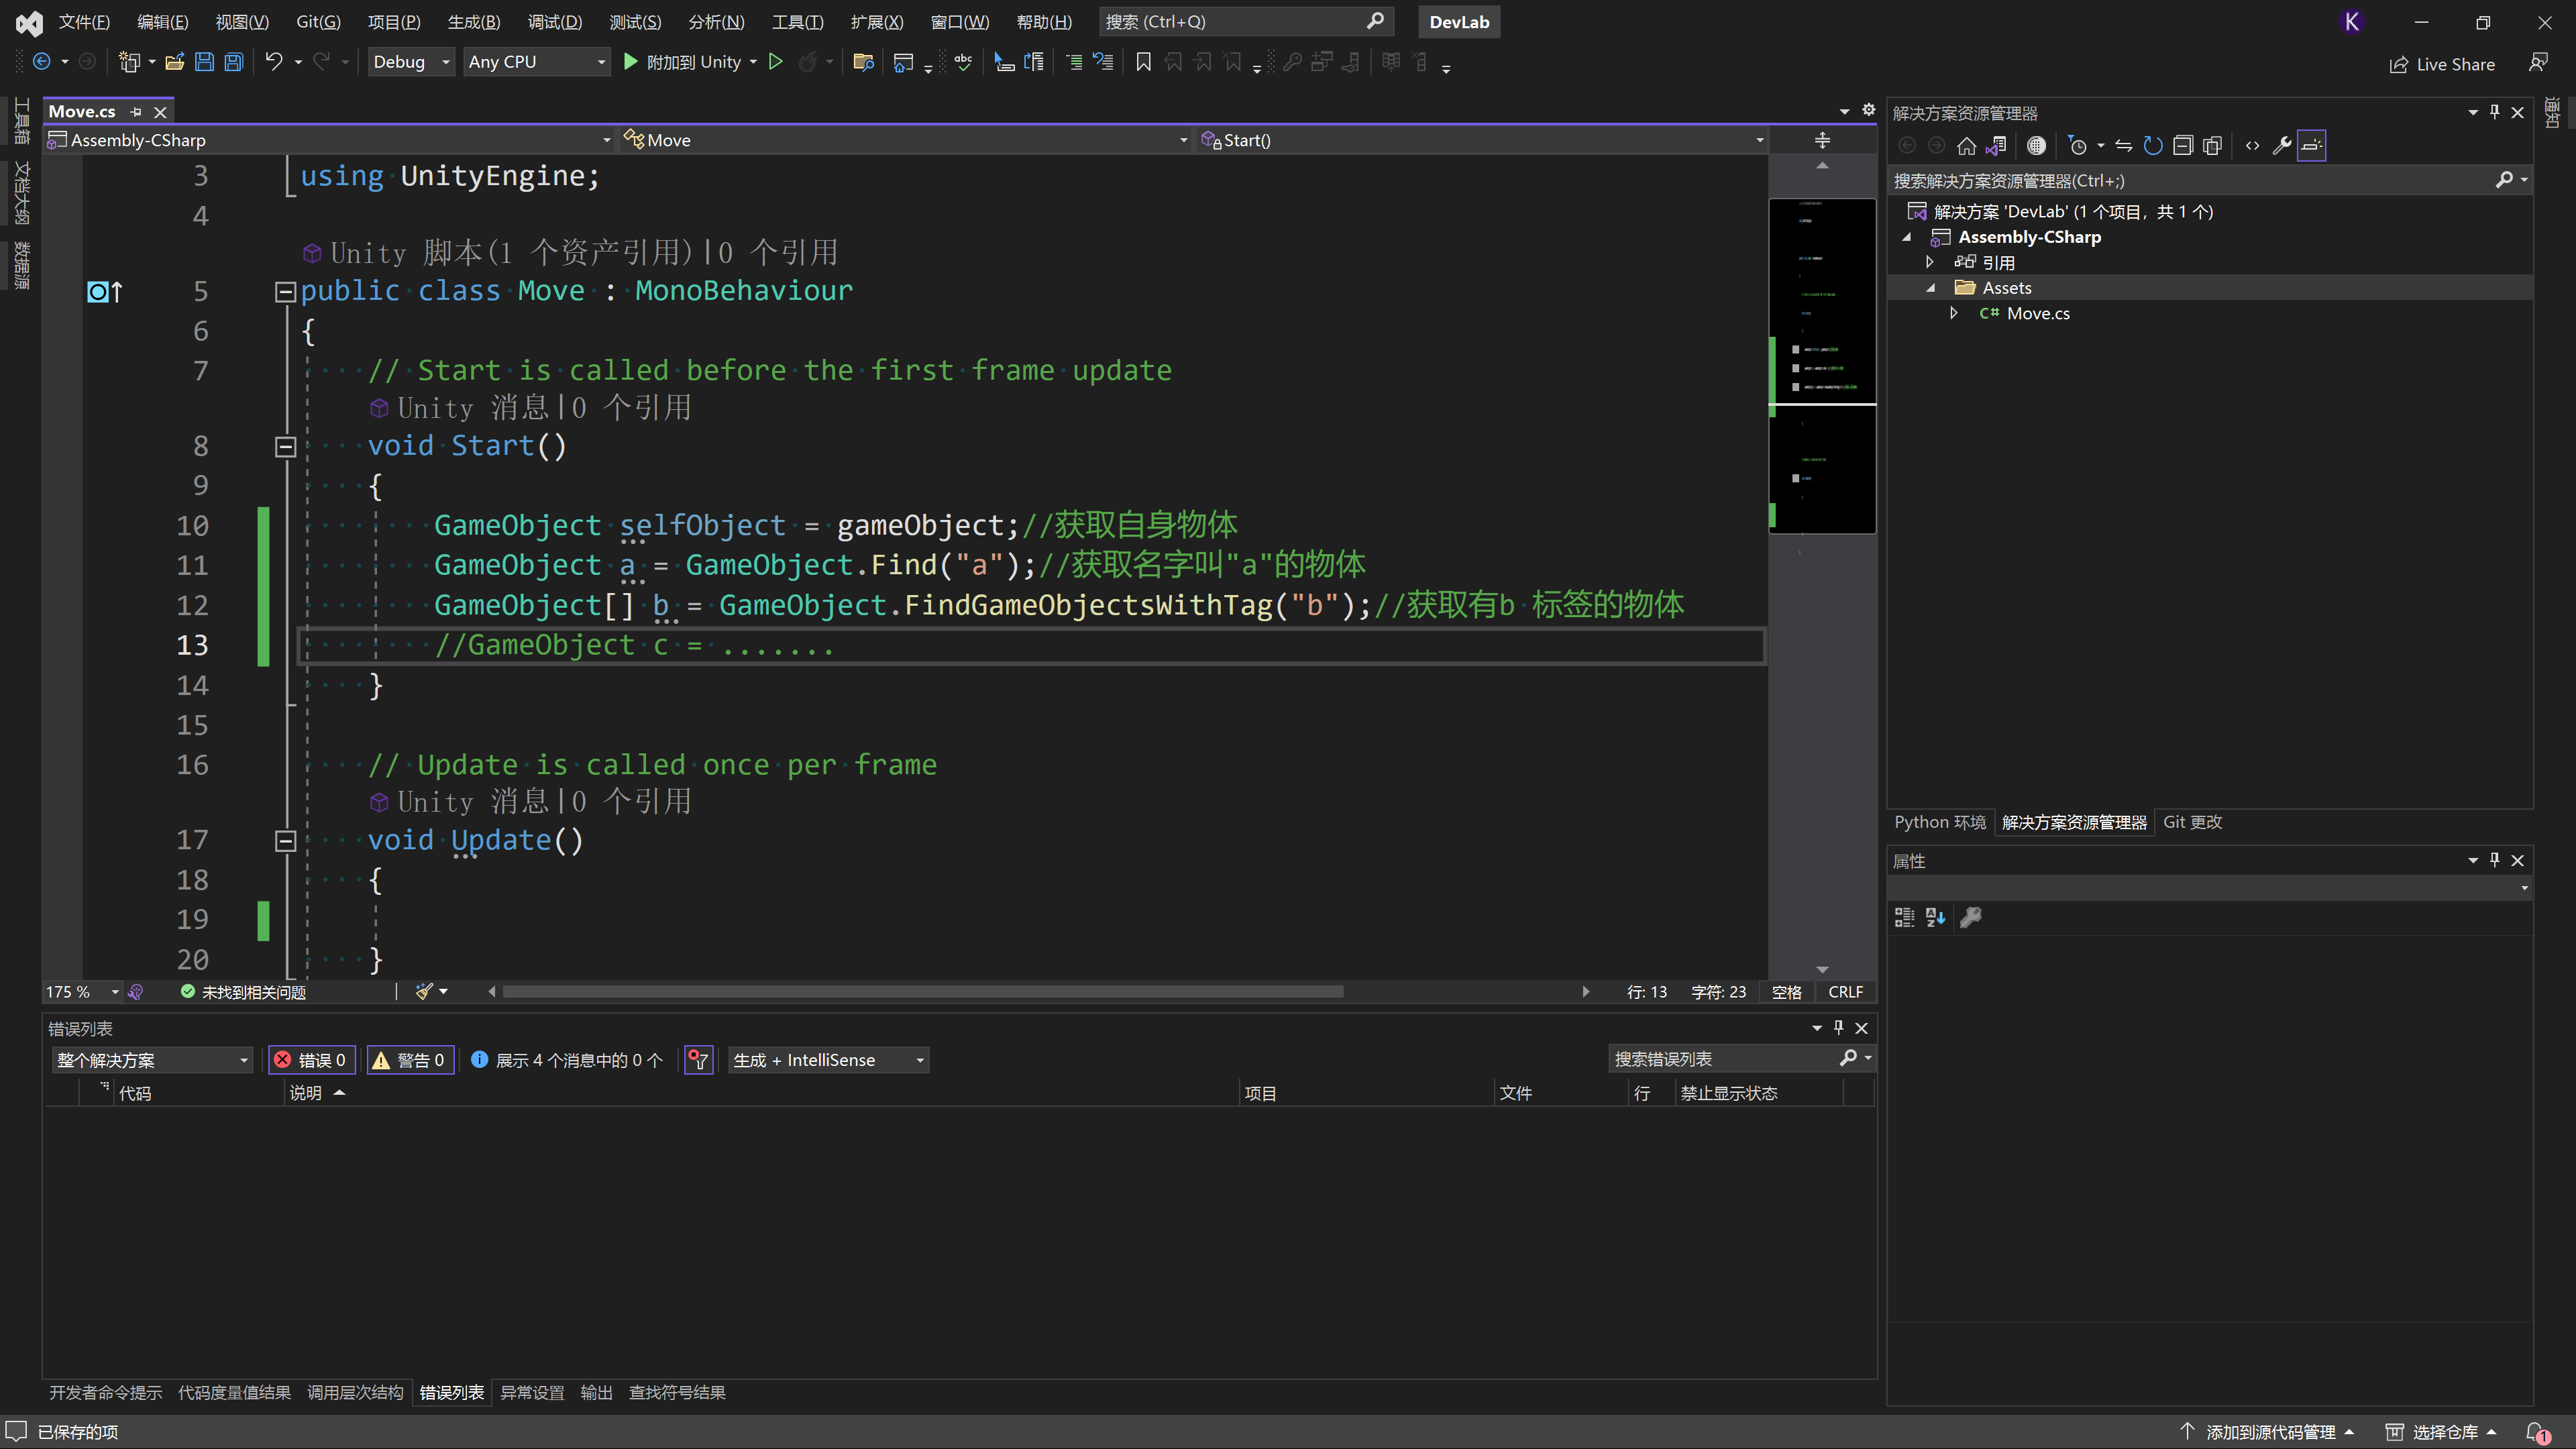 文件(F) 编辑(E) 视图(V) Git(G) 项目(P) 生成(B) 调试(D) 测试(S) 分析(N) 工具(T) 扩展(X) 窗口(W) 帮助(H) 搜索 (Ctrl+Q) DevLab K
Debug Any CPU 附加到 Unity abc Live Share
工具箱
文档大纲
数据源
Move.cs
Assembly-CSharp Move Start()
3 using UnityEngine;
4
Unity 脚本(1 个资产引用)|0 个引用
5 public class Move : MonoBehaviour
6 {
7 // Start is called before the first frame update
Unity 消息|0 个引用
8 void Start()
9 {
10 GameObject selfObject = gameObject;//获取自身物体
11 GameObject a = GameObject.Find("a");//获取名字叫"a"的物体
12 GameObject[] b = GameObject.FindGameObjectsWithTag("b");//获取有b 标签的物体
13 //GameObject c = .......
14 }
15
16 // Update is called once per frame
Unity 消息|0 个引用
17 void Update()
18 {
19
20 }
175 % 未找到相关问题 行: 13 字符: 23 空格 CRLF
错误列表
整个解决方案 错误 0 警告 0 展示 4 个消息中的 0 个 生成 + IntelliSense 搜索错误列表
代码 说明 项目 文件 行 禁止显示状态
开发者命令提示 代码度量值结果 调用层次结构 错误列表 异常设置 输出 查找符号结果
解决方案资源管理器
搜索解决方案资源管理器(Ctrl+;)
解决方案 'DevLab' (1 个项目，共 1 个)
Assembly-CSharp
引用
Assets
C# Move.cs
Python 环境 解决方案资源管理器 Git 更改
属性
通知
已保存的项 添加到源代码管理 选择仓库 1